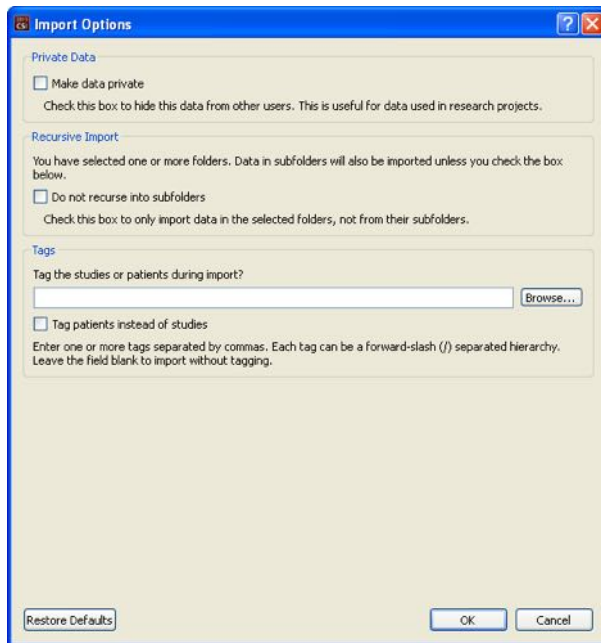 Import Options
Private Data
Make data private
Check this box to hide this data from other users. This is useful for data used in research projects.
Recursive Import
You have selected one or more folders. Data in subfolders will also be imported unless you check the box
below.
Do not recurse into subfolders
Check this box to only import data in the selected folders, not from their subfolders.
Tags
Tag the studies or patients during import?
Browse...
Tag patients instead of studies
Enter one or more tags separated by commas. Each tag can be a forward-slash (/) separated hierarchy.
Leave the field blank to import without tagging.
Restore Defaults
OK
Cancel